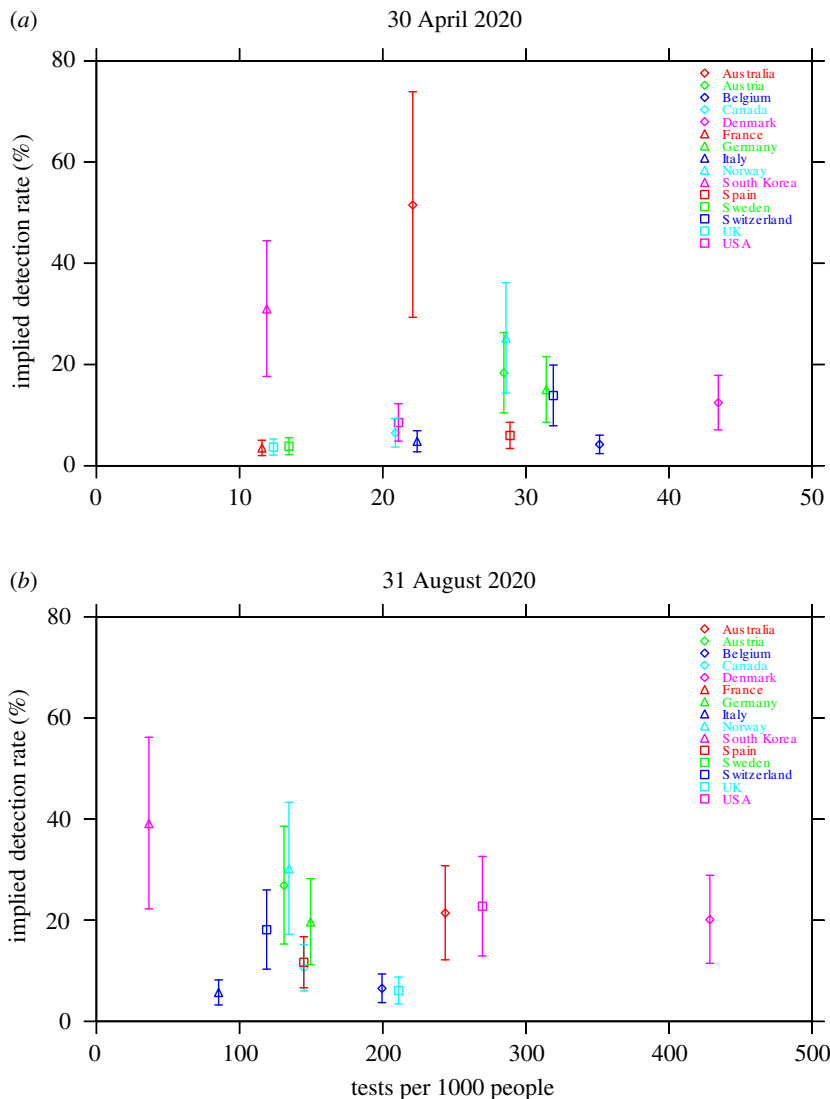 (a) 30 April 2020
80
60
40
20
0
implied detection rate (%)
Australia
Austria
Belgium
Canada
Denmark
France
Germany
Italy
Norway
South Korea
Spain
Sweden
Switzerland
UK
USA
0 10 20 30 40 50
(b) 31 August 2020
80
60
40
20
0
implied detection rate (%)
Australia
Austria
Belgium
Canada
Denmark
France
Germany
Italy
Norway
South Korea
Spain
Sweden
Switzerland
UK
USA
0 100 200 300 400 500
tests per 1000 people